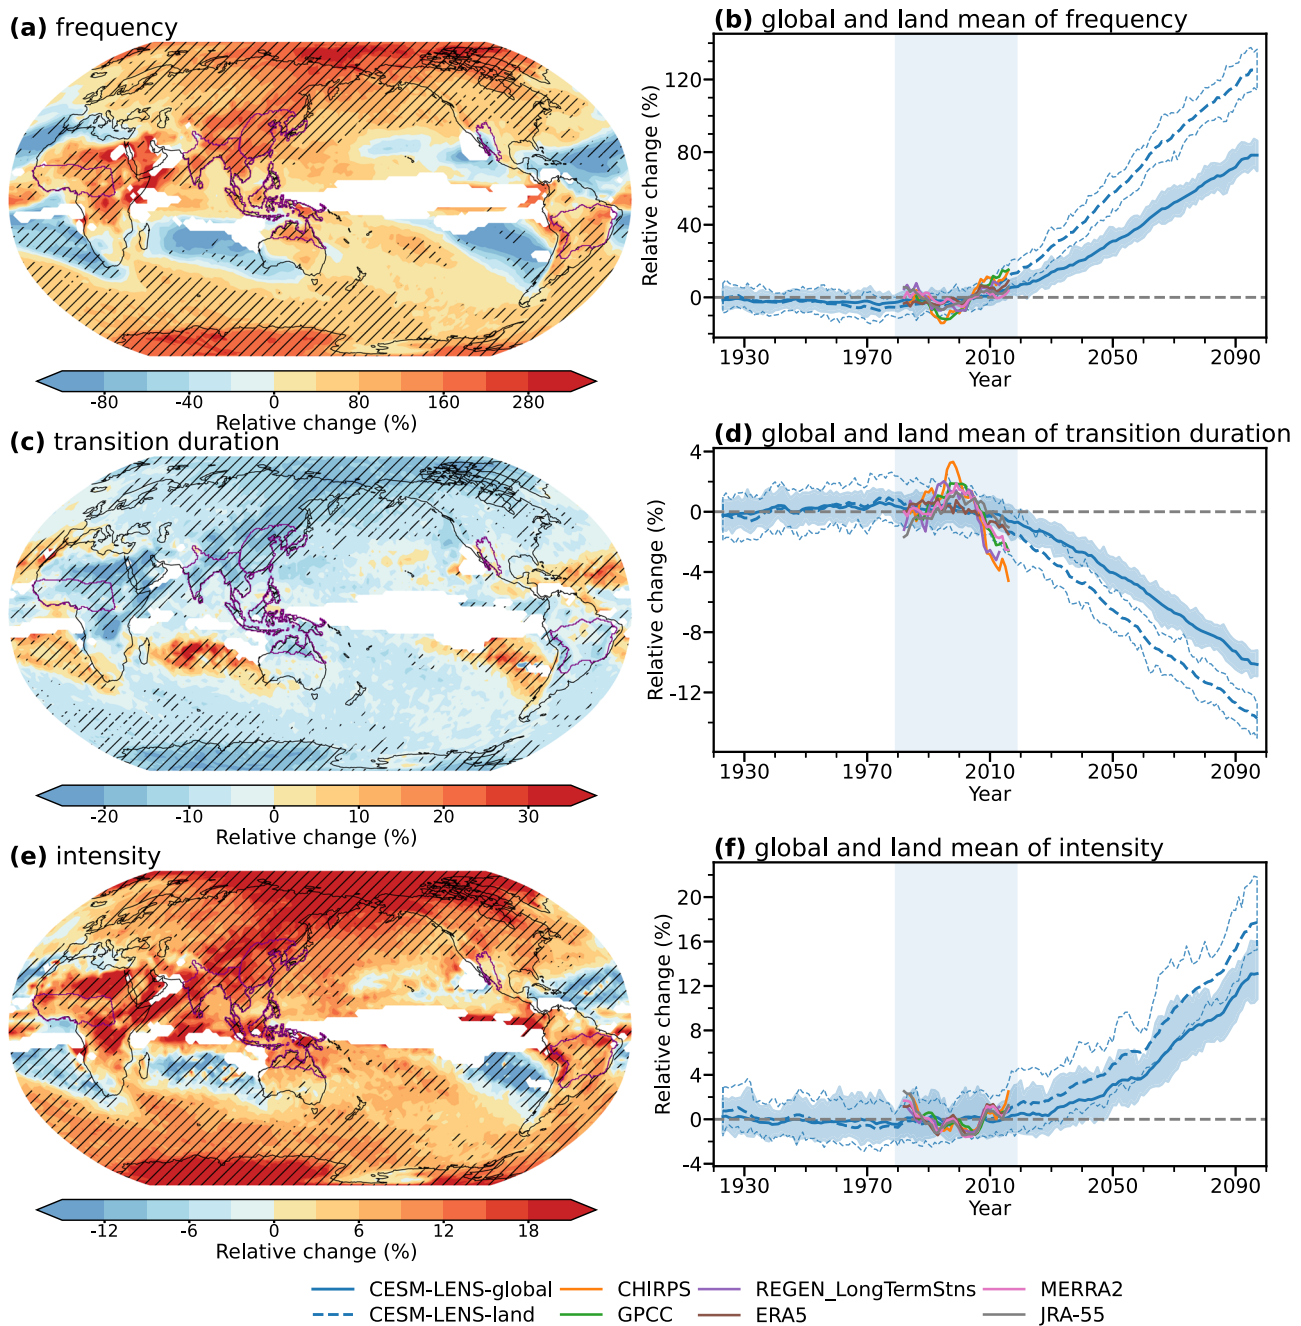 (a) frequency
-80 -40 0 80 160 280
Relative change (%)
(b) global and land mean of frequency
Relative change (%)
120
80
40
0
1930 1970 2010 2050 2090
Year
(c) transition duration
-20 -10 0 10 20 30
Relative change (%)
(d) global and land mean of transition duration
Relative change (%)
4
0
-4
-8
-12
1930 1970 2010 2050 2090
Year
(e) intensity
-12 -6 0 6 12 18
Relative change (%)
(f) global and land mean of intensity
Relative change (%)
20
16
12
8
4
0
-4
1930 1970 2010 2050 2090
Year
CESM-LENS-global CHIRPS REGEN_LongTermStns MERRA2
CESM-LENS-land GPCC ERA5 JRA-55